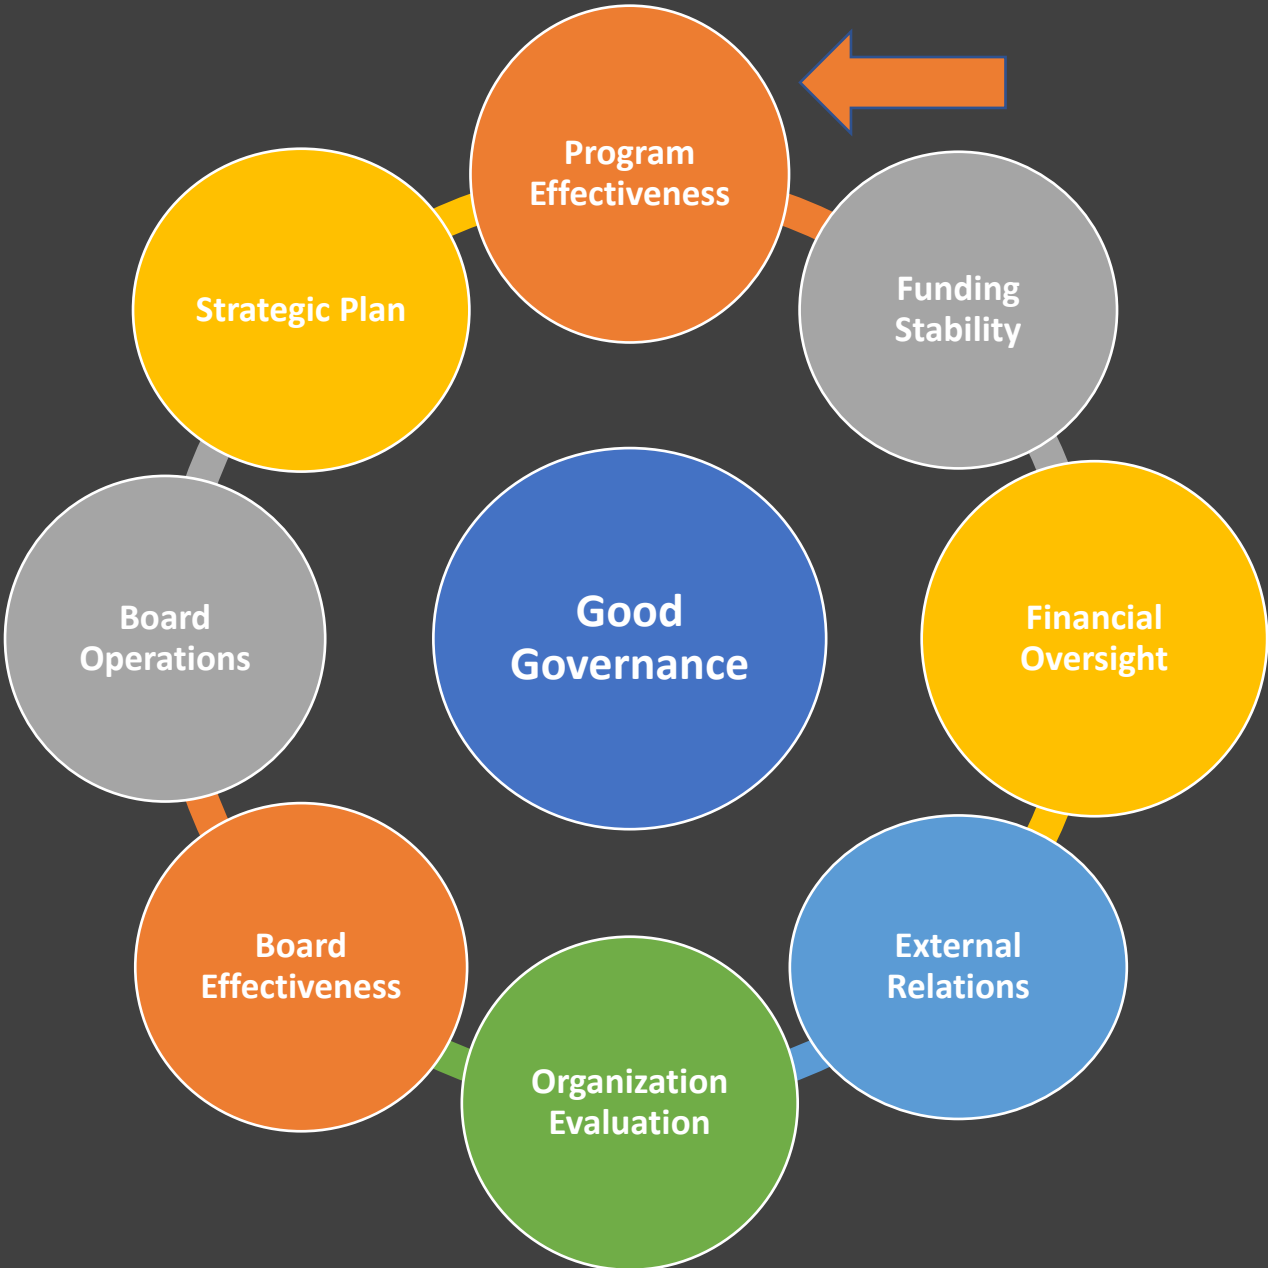 Program
Effectiveness
Funding
Stability
Financial
Oversight
External
Relations
Organization
Evaluation
Board
Effectiveness
Board
Operations
Strategic Plan
Good
Governance